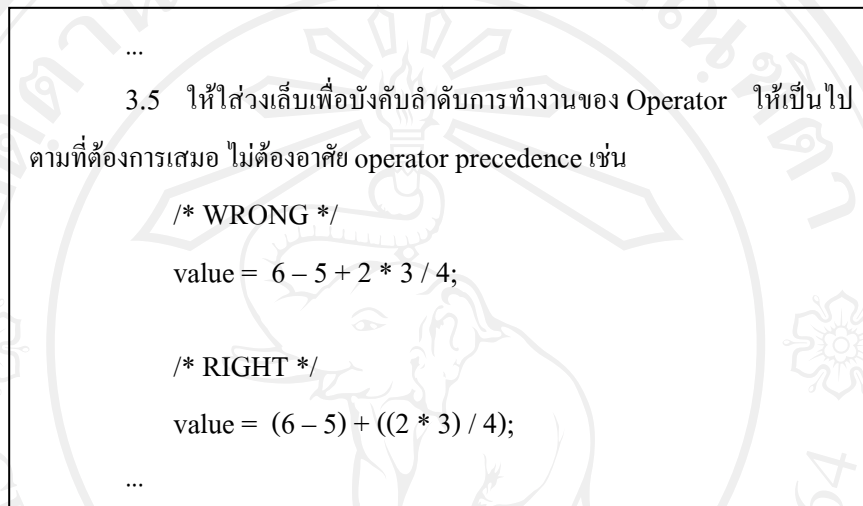 ...
3.5 ให้ใส่วงเล็บเพื่อบังคับลำดับการทำงานของ Operator ให้เป็นไป
ตามที่ต้องการเสมอ ไม่ต้องอาศัย operator precedence เช่น
/* WRONG */
value = 6 – 5 + 2 * 3 / 4;
/* RIGHT */
value = (6 – 5) + ((2 * 3) / 4);
...